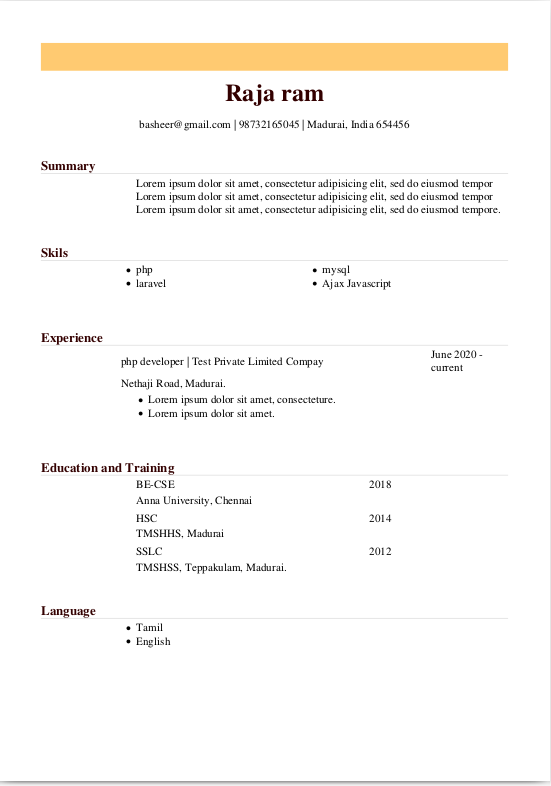 Raja ram
basheer@gmail.com | 98732165045 | Madurai, India 654456
Summary
Lorem ipsum dolor sit amet, consectetur adipisicing elit, sed do eiusmod tempor
Lorem ipsum dolor sit amet, consectetur adipisicing elit, sed do eiusmod tempor
Lorem ipsum dolor sit amet, consectetur adipisicing elit, sed do eiusmod tempore.
Skils
• php
• laravel
• mysql
• Ajax Javascript
Experience
php developer | Test Private Limited Compay
June 2020 -
current
Nethaji Road, Madurai.
• Lorem ipsum dolor sit amet, consecteture.
• Lorem ipsum dolor sit amet.
Education and Training
BE-CSE 2018
Anna University, Chennai
HSC 2014
TMSHHS, Madurai
SSLC 2012
TMSHSS, Teppakulam, Madurai.
Language
• Tamil
• English